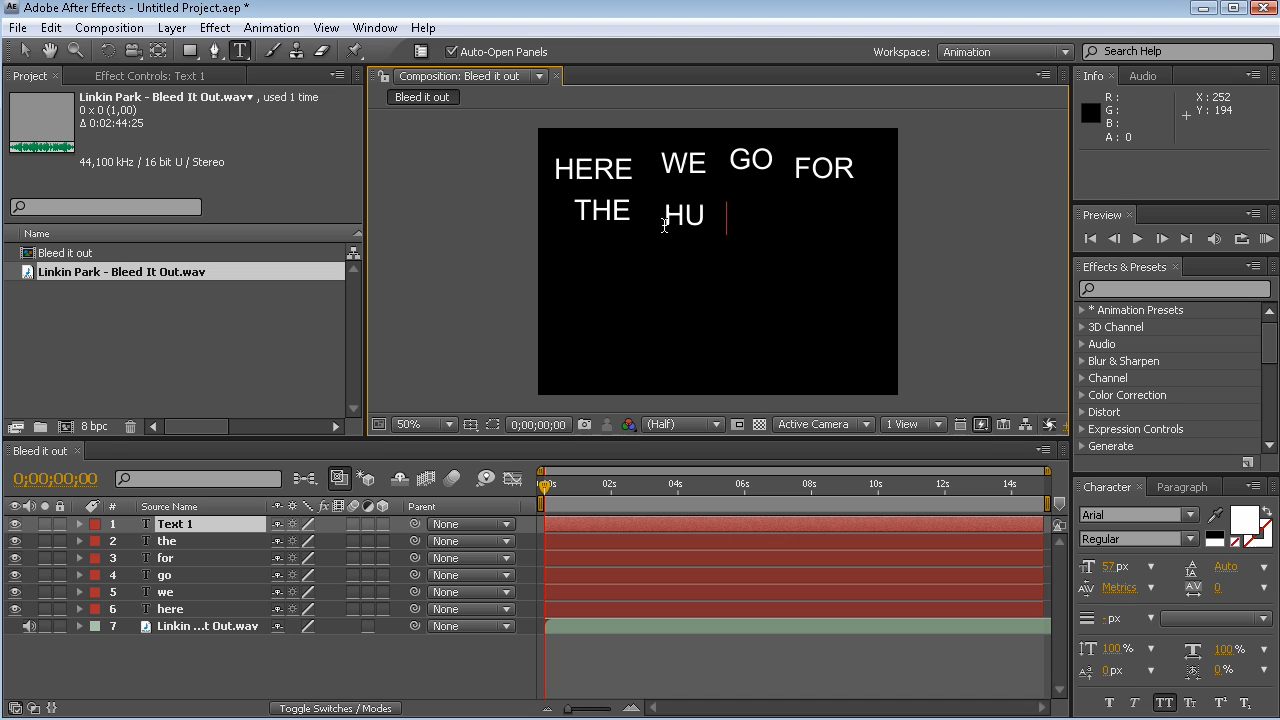 Adobe After Effects - Untitled Project.aep *
File Edit Composition Layer Effect Animation View Window Help
Auto-Open Panels
Workspace: Animation
Search Help
Project
Effect Controls: Text 1
Linkin Park - Bleed It Out.wav▾ , used 1 time
0 x 0 (1,00)
Δ 0:02:44:25
44,100 kHz / 16 bit U / Stereo
Name
Bleed it out
Linkin Park - Bleed It Out.wav
8 bpc
Composition: Bleed it out
Bleed it out
HERE WE GO FOR
THE HU
50% 0;00;00;00 (Half) Active Camera 1 View
Info Audio
R : X : 252
G : Y : 194
B :
A : 0
Preview
Effects & Presets
* Animation Presets
3D Channel
Audio
Blur & Sharpen
Channel
Color Correction
Distort
Expression Controls
Generate
Bleed it out
0;00;00;00
# Source Name Parent
02s 04s 06s 08s 10s 12s 14s
1 T Text 1 None
2 T the None
3 T for None
4 T go None
5 T we None
6 T here None
7 Linkin ...t Out.wav None
Toggle Switches / Modes
Character Paragraph
Arial
Regular
57 px Auto
Metrics 0
- px
100 % 100 %
0 px 0 %
T T TT Tt T¹ T₁